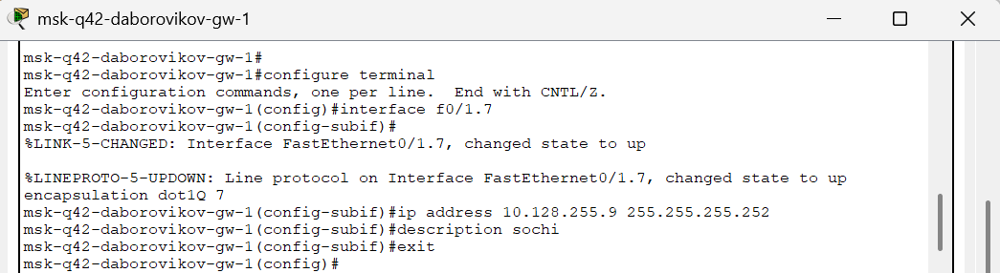 msk-q42-daborovikov-gw-1
msk-q42-daborovikov-gw-1#
msk-q42-daborovikov-gw-1#configure terminal
Enter configuration commands, one per line.  End with CNTL/Z.
msk-q42-daborovikov-gw-1(config)#interface f0/1.7
msk-q42-daborovikov-gw-1(config-subif)#
%LINK-5-CHANGED: Interface FastEthernet0/1.7, changed state to up
%LINEPROTO-5-UPDOWN: Line protocol on Interface FastEthernet0/1.7, changed state to up
encapsulation dot1Q 7
msk-q42-daborovikov-gw-1(config-subif)#ip address 10.128.255.9 255.255.255.252
msk-q42-daborovikov-gw-1(config-subif)#description sochi
msk-q42-daborovikov-gw-1(config-subif)#exit
msk-q42-daborovikov-gw-1(config)#